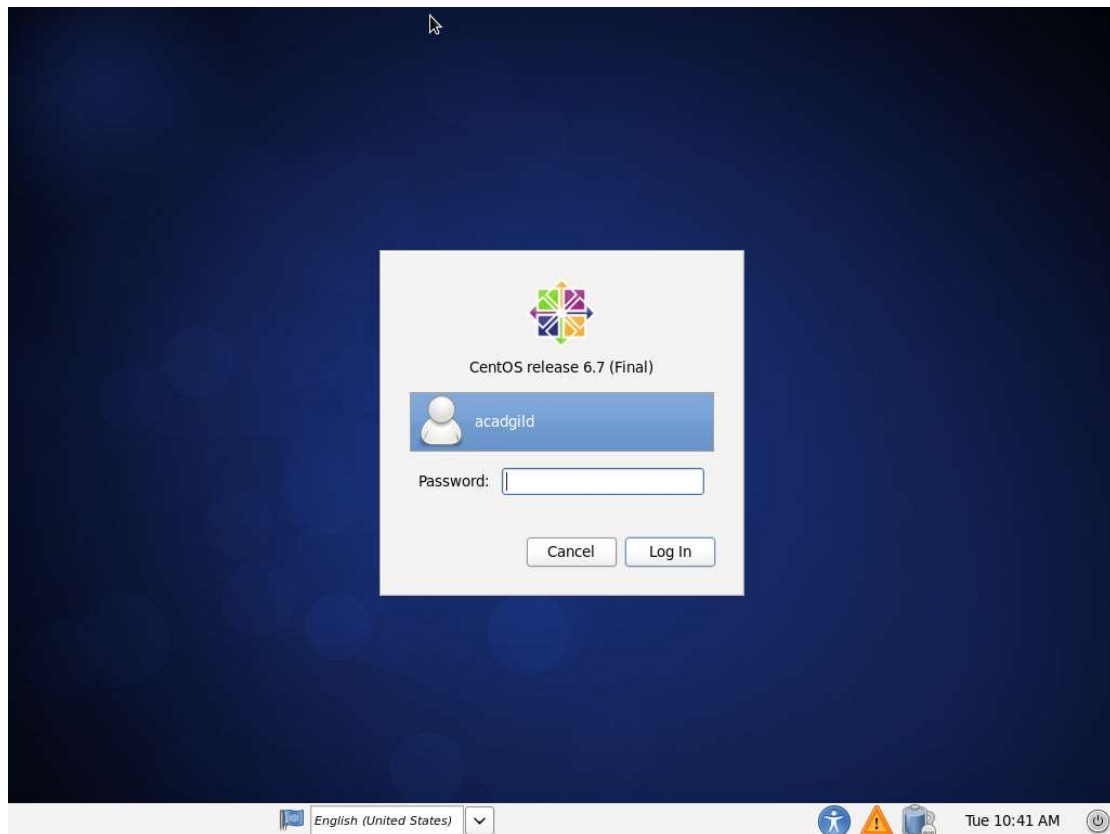 CentOS release 6.7 (Final)
acadgild
Password:
Cancel Log In
English (United States) Tue 10:41 AM